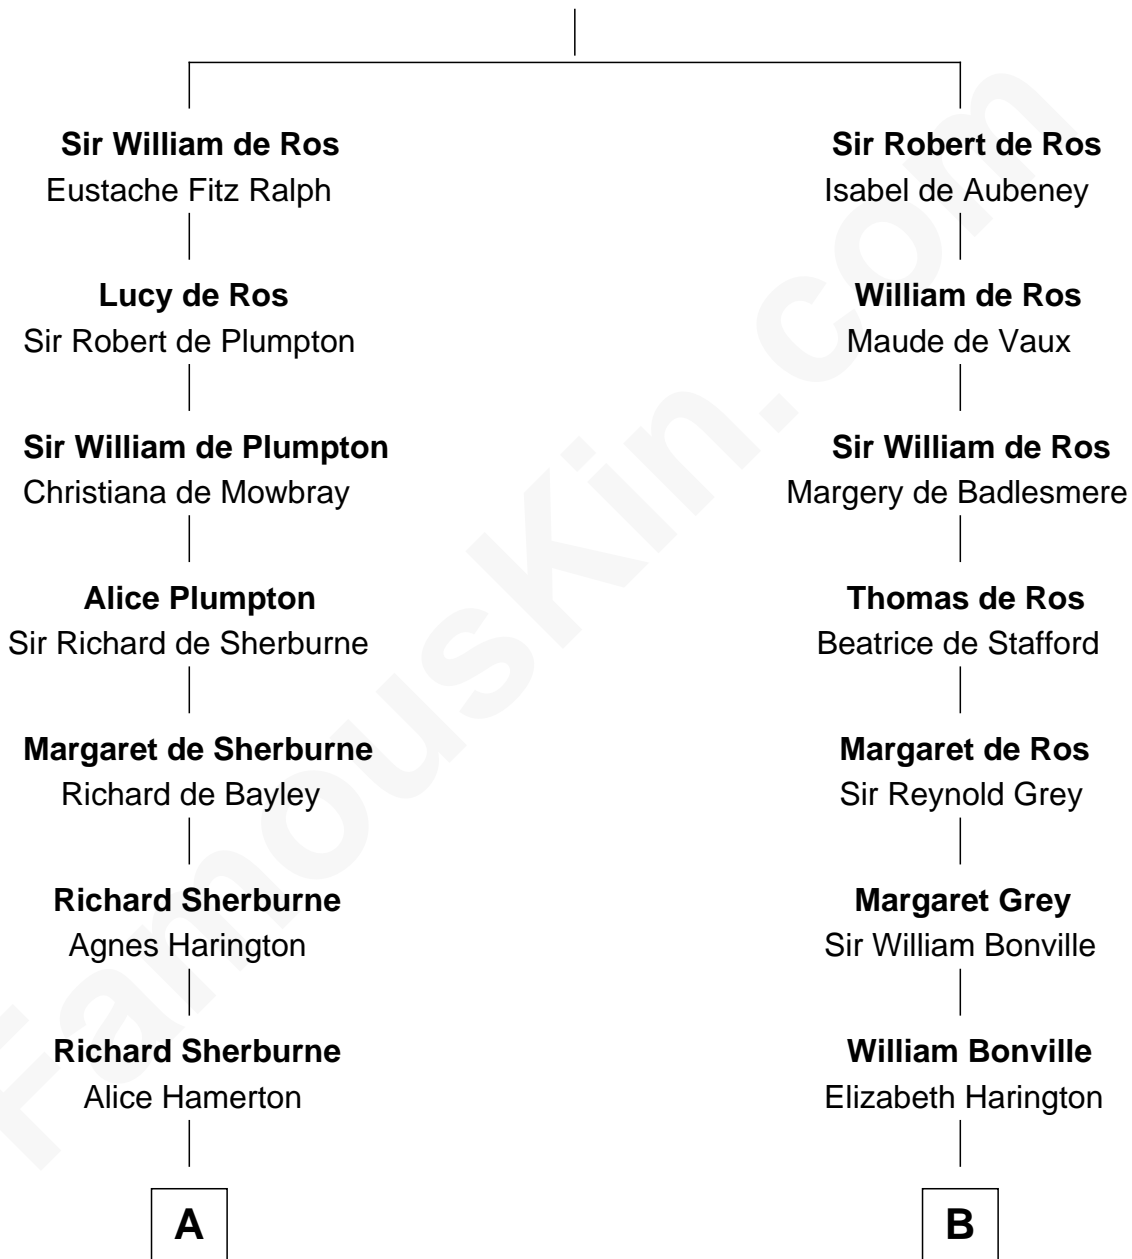 Sir William de Ros
Eustache Fitz Ralph
Lucy de Ros
Sir Robert de Plumpton
Sir William de Plumpton
Christiana de Mowbray
Alice Plumpton
Sir Richard de Sherburne
Margaret de Sherburne
Richard de Bayley
Richard Sherburne
Agnes Harington
Richard Sherburne
Alice Hamerton
A
Sir Robert de Ros
Isabel de Aubeney
William de Ros
Maude de Vaux
Sir William de Ros
Margery de Badlesmere
Thomas de Ros
Beatrice de Stafford
Margaret de Ros
Sir Reynold Grey
Margaret Grey
Sir William Bonville
William Bonville
Elizabeth Harington
B
FamousKin.com